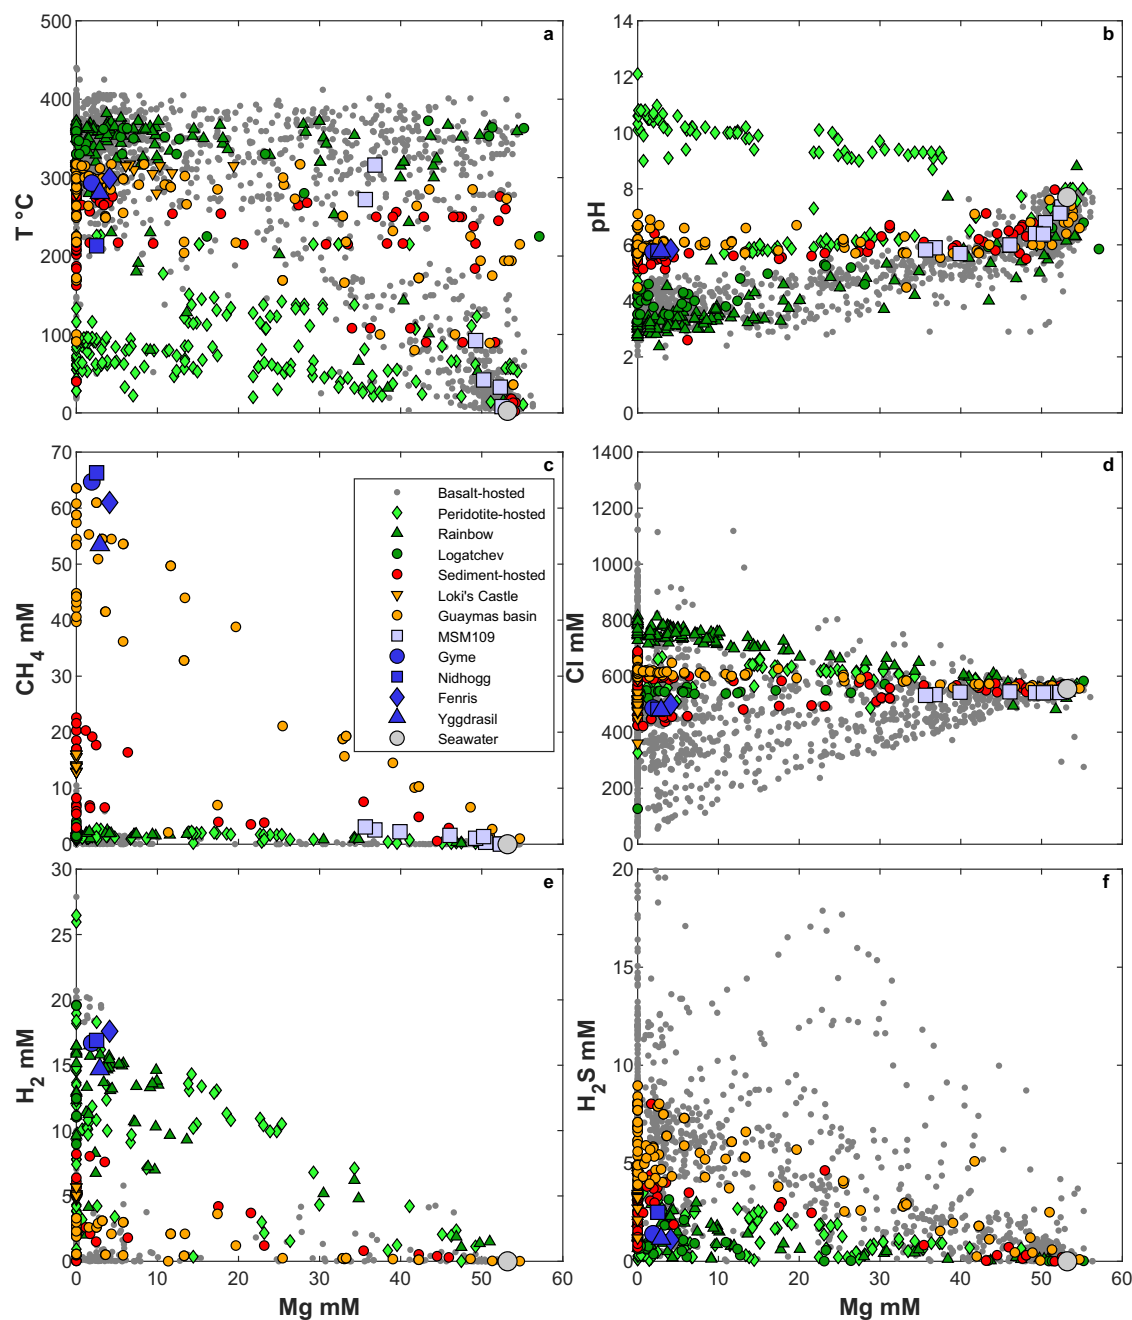 500
400
300
200
100
0
T °C
a
14
12
10
8
6
4
2
0
pH
b
70
60
50
40
30
20
10
0
CH4 mM
c
Basalt-hosted
Peridotite-hosted
Rainbow
Logatchev
Sediment-hosted
Loki's Castle
Guaymas basin
MSM109
Gyme
Nidhogg
Fenris
Yggdrasil
Seawater
1400
1200
1000
800
600
400
200
0
Cl mM
d
30
25
20
15
10
5
0
H2 mM
e
0 10 20 30 40 50 60
Mg mM
20
15
10
5
0
H2S mM
f
0 10 20 30 40 50 60
Mg mM